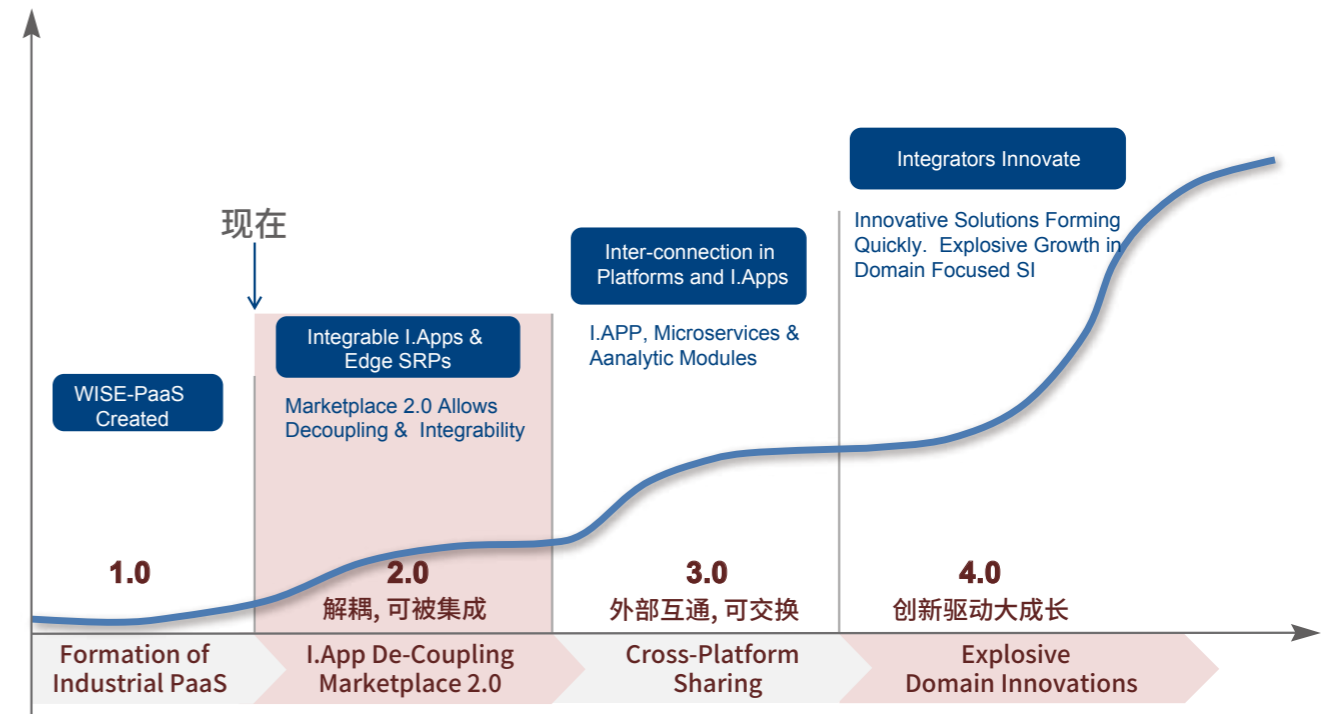 现在
WISE-PaaS
Created
1.0
Formation of
Industrial PaaS
Integrable I.Apps &
Edge SRPs
Marketplace 2.0 Allows
Decoupling & Integrability
2.0
解耦, 可被集成
I.App De-Coupling
Marketplace 2.0
Inter-connection in
Platforms and I.Apps
I.APP, Microservices &
Aanalytic Modules
3.0
外部互通, 可交换
Cross-Platform
Sharing
Integrators Innovate
Innovative Solutions Forming
Quickly. Explosive Growth in
Domain Focused SI
4.0
创新驱动大成长
Explosive
Domain Innovations